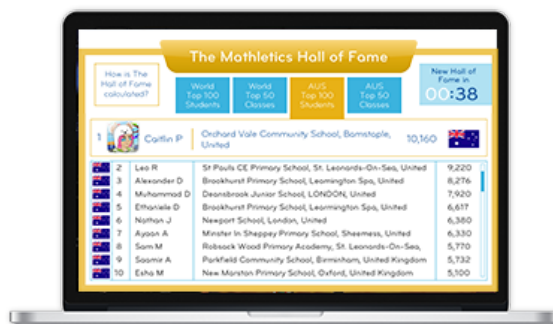 The Mathletics Hall of Fame
How is The
Hall of Fame
calculated?
World
Top 100
Students
World
Top 50
Classes
AUS
Top 100
Students
AUS
Top 50
Classes
New Hall of
Fame in
00:38
1 Caitlin P Orchard Vale Community School, Barnstaple,
United 10,160
2 Leo R St Pauls CE Primary School, St. Leonards-On-Sea, United 9,220
3 Alexander D Brookhurst Primary School, Leamington Spa, United 8,276
4 Muhammad D Deansbrook Junior School, LONDON, United 7,920
5 Ethaniele D Brookhurst Primary School, Leamington Spa, United 6,617
6 Nathan J Newport School, London, United 6,380
7 Ayaan A Minster In Sheppey Primary School, Sheerness, United 6,330
8 Sam M Robsack Wood Primary Academy, St. Leonards-On-Sea, 5,770
9 Saamir A Parkfield Community School, Birminham, United Kingdom 5,732
10 Esha M New Marston Primary School, Oxford, United Kingdom 5,100